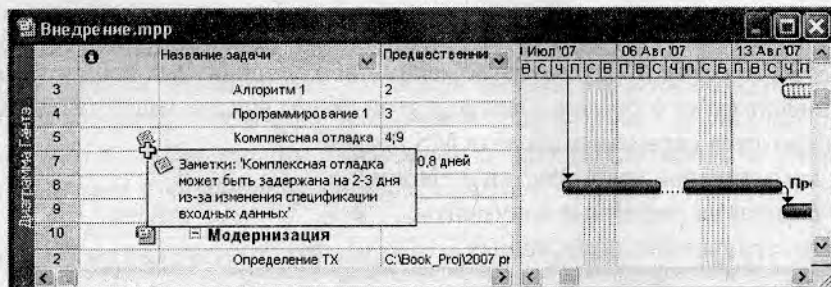 Внедрение.mpp
Название задачи
Предшественни
Июл '07
06 Авг '07
13 Авг '07
В С Ч П С В П В С Ч П С В П В С Ч П
Диаграмма Ганта
3 Алгоритм 1 2
4 Программирование 1 3
5 Комплексная отладка 4;9
7 0,8 дней
Заметки: 'Комплексная отладка
может быть задержана на 2-3 дня
из-за изменения спецификации
входных данных'
8
9
10 Модернизация
2 Определение ТХ C:\Book_Proj\2007 pr